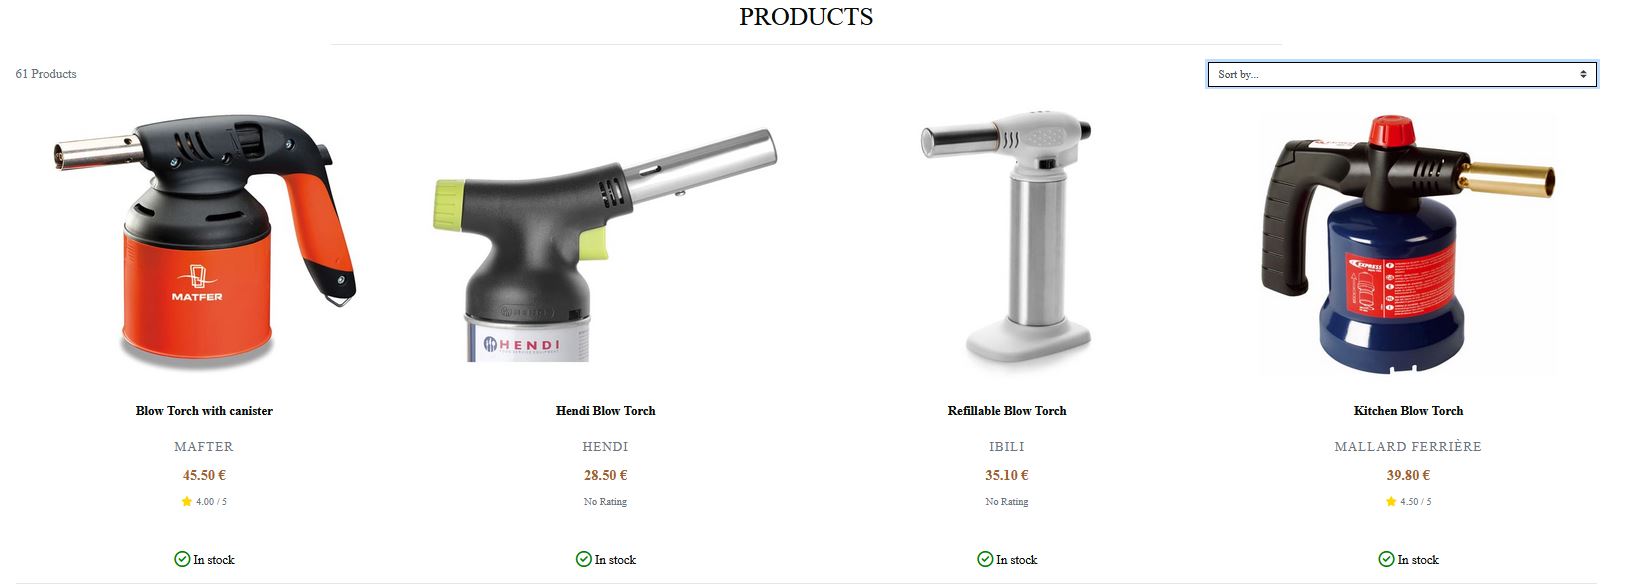 PRODUCTS
61 Products
Sort by...
MATFER
HENDI
EXPRESS
Blow Torch with canister
Hendi Blow Torch
Refillable Blow Torch
Kitchen Blow Torch
MAFTER
HENDI
IBILI
MALLARD FERRIÈRE
45.50 €
28.50 €
35.10 €
39.80 €
4.00 / 5
No Rating
No Rating
4.50 / 5
In stock
In stock
In stock
In stock